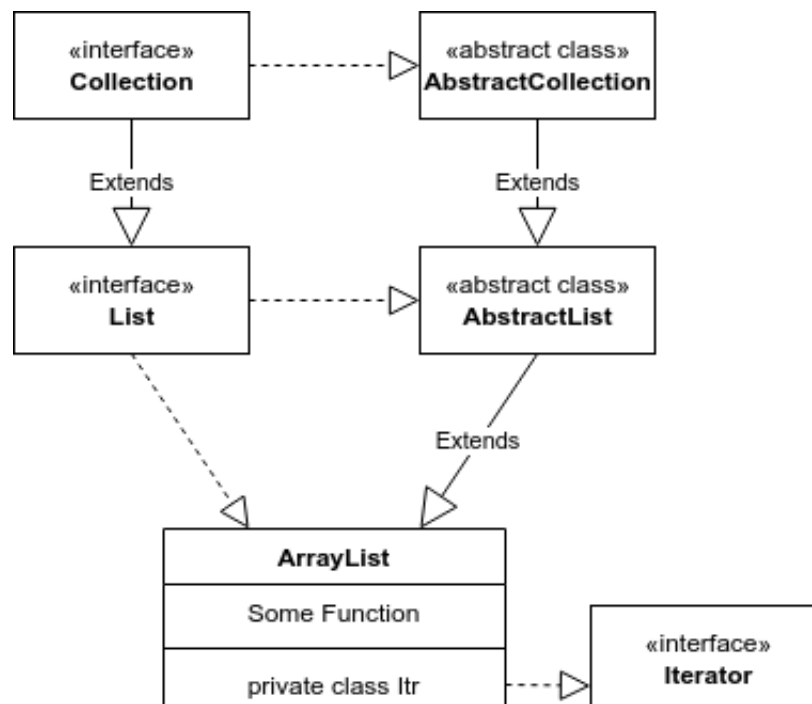 «interface»
Collection
«abstract class»
AbstractCollection
Extends
Extends
«interface»
List
«abstract class»
AbstractList
Extends
ArrayList
Some Function
private class Itr
«interface»
Iterator